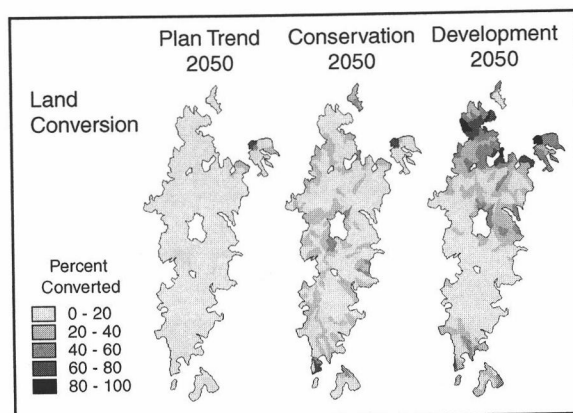 Plan Trend
2050
Conservation
2050
Development
2050
Land
Conversion
Percent
Converted
0 - 20
20 - 40
40 - 60
60 - 80
80 - 100